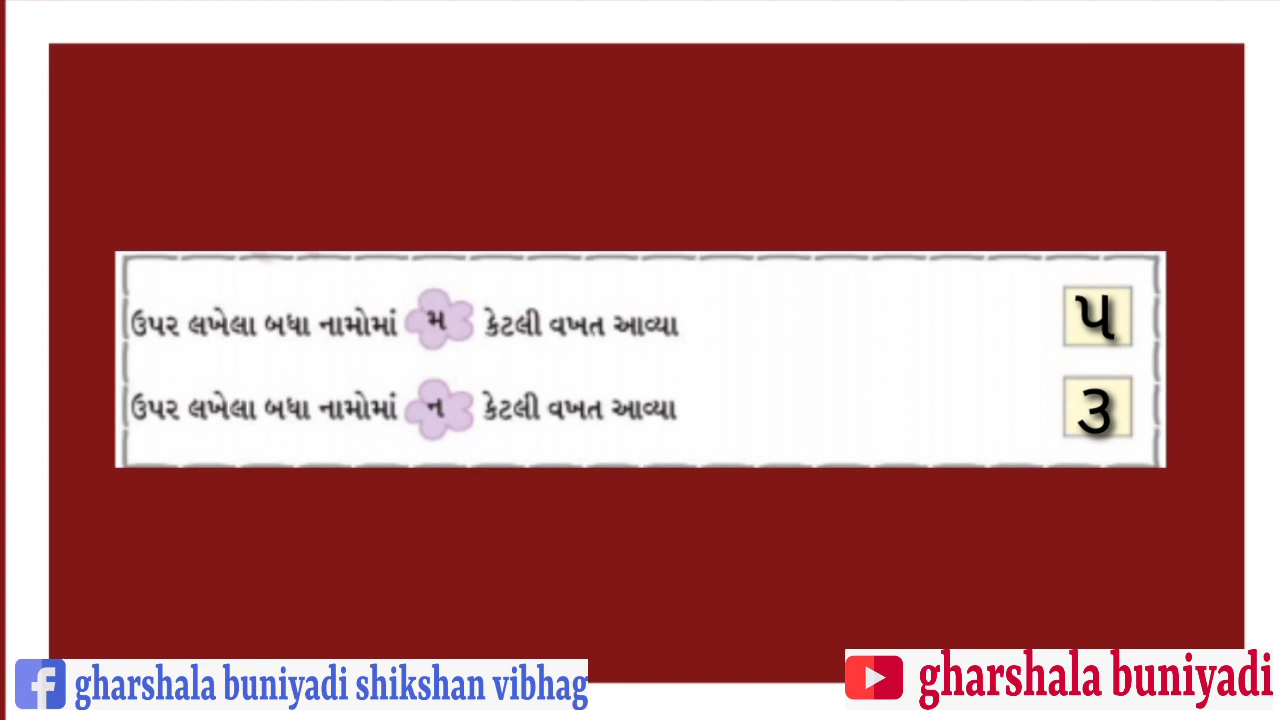 ઉપર લખેલા બધા નામોમાં મ કેટલી વખત આવ્યા ૫
ઉપર લખેલા બધા નામોમાં ન કેટલી વખત આવ્યા ૩
gharshala buniyadi shikshan vibhag
gharshala buniyadi